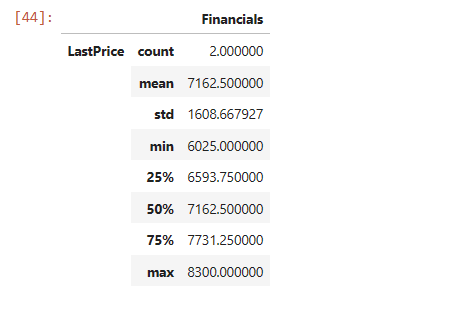 [44]:
Financials
LastPrice count 2.000000
mean 7162.500000
std 1608.667927
min 6025.000000
25% 6593.750000
50% 7162.500000
75% 7731.250000
max 8300.000000